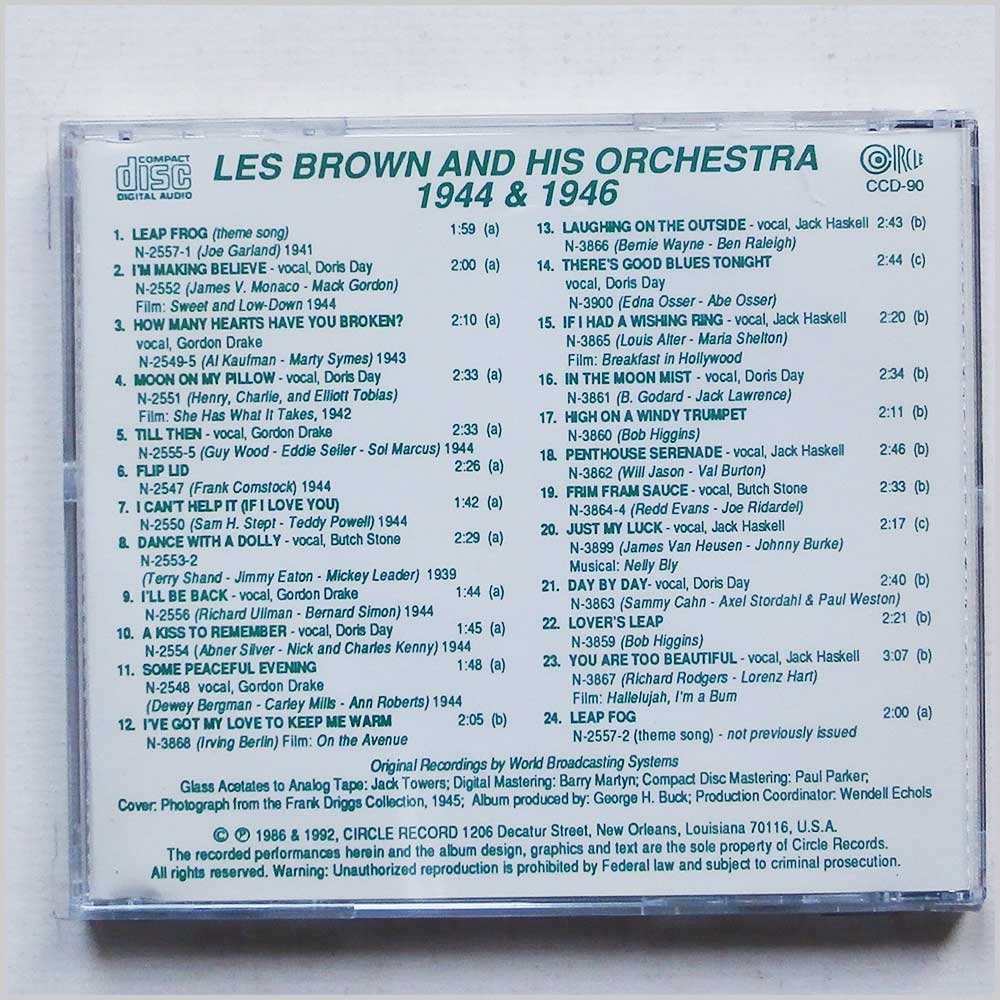 COMPACT
disc
DIGITAL AUDIO
LES BROWN AND HIS ORCHESTRA
1944 & 1946
CIRCLE
CCD-90
1. LEAP FROG (theme song) 1:59 (a)
N-2557-1 (Joe Garland) 1941
2. I'M MAKING BELIEVE - vocal, Doris Day 2:00 (a)
N-2552 (James V. Monaco - Mack Gordon)
Film: Sweet and Low-Down 1944
3. HOW MANY HEARTS HAVE YOU BROKEN? 2:10 (a)
vocal, Gordon Drake
N-2549-5 (Al Kaufman - Marty Symes) 1943
4. MOON ON MY PILLOW - vocal, Doris Day 2:33 (a)
N-2551 (Henry, Charlie, and Elliott Tobias)
Film: She Has What It Takes, 1942
5. TILL THEN - vocal, Gordon Drake 2:33 (a)
N-2555-5 (Guy Wood - Eddie Seiler - Sol Marcus) 1944
6. FLIP LID 2:26 (a)
N-2547 (Frank Comstock) 1944
7. I CAN'T HELP IT (IF I LOVE YOU) 1:42 (a)
N-2550 (Sam H. Stept - Teddy Powell) 1944
8. DANCE WITH A DOLLY - vocal, Butch Stone 2:29 (a)
N-2553-2
(Terry Shand - Jimmy Eaton - Mickey Leader) 1939
9. I'LL BE BACK - vocal, Gordon Drake 1:44 (a)
N-2556 (Richard Ullman - Bernard Simon) 1944
10. A KISS TO REMEMBER - vocal, Doris Day 1:45 (a)
N-2554 (Abner Silver - Nick and Charles Kenny) 1944
11. SOME PEACEFUL EVENING 1:48 (a)
N-2548 vocal, Gordon Drake
(Dewey Bergman - Carley Mills - Ann Roberts) 1944
12. I'VE GOT MY LOVE TO KEEP ME WARM 2:05 (b)
N-3868 (Irving Berlin) Film: On the Avenue
13. LAUGHING ON THE OUTSIDE - vocal, Jack Haskell 2:43 (b)
N-3866 (Bernie Wayne - Ben Raleigh)
14. THERE'S GOOD BLUES TONIGHT 2:44 (c)
vocal, Doris Day
N-3900 (Edna Osser - Abe Osser)
15. IF I HAD A WISHING RING - vocal, Jack Haskell 2:20 (b)
N-3865 (Louis Alter - Maria Shelton)
Film: Breakfast in Hollywood
16. IN THE MOON MIST - vocal, Doris Day 2:34 (b)
N-3861 (B. Godard - Jack Lawrence)
17. HIGH ON A WINDY TRUMPET 2:11 (b)
N-3860 (Bob Higgins)
18. PENTHOUSE SERENADE - vocal, Jack Haskell 2:46 (b)
N-3862 (Will Jason - Val Burton)
19. FRIM FRAM SAUCE - vocal, Butch Stone 2:33 (b)
N-3864-4 (Redd Evans - Joe Ridardel)
20. JUST MY LUCK - vocal, Jack Haskell 2:17 (c)
N-3899 (James Van Heusen - Johnny Burke)
Musical: Nelly Bly
21. DAY BY DAY- vocal, Doris Day 2:40 (b)
N-3863 (Sammy Cahn - Axel Stordahl & Paul Weston)
22. LOVER'S LEAP 2:21 (b)
N-3859 (Bob Higgins)
23. YOU ARE TOO BEAUTIFUL - vocal, Jack Haskell 3:07 (b)
N-3867 (Richard Rodgers - Lorenz Hart)
Film: Hallelujah, I'm a Bum
24. LEAP FOG 2:00 (a)
N-2557-2 (theme song) - not previously issued
Original Recordings by World Broadcasting Systems
Glass Acetates to Analog Tape: Jack Towers; Digital Mastering: Barry Martyn; Compact Disc Mastering: Paul Parker;
Cover: Photograph from the Frank Driggs Collection, 1945; Album produced by: George H. Buck; Production Coordinator: Wendell Echols
© ℗ 1986 & 1992, CIRCLE RECORD 1206 Decatur Street, New Orleans, Louisiana 70116, U.S.A.
The recorded performances herein and the album design, graphics and text are the sole property of Circle Records.
All rights reserved. Warning: Unauthorized reproduction is prohibited by Federal law and subject to criminal prosecution.